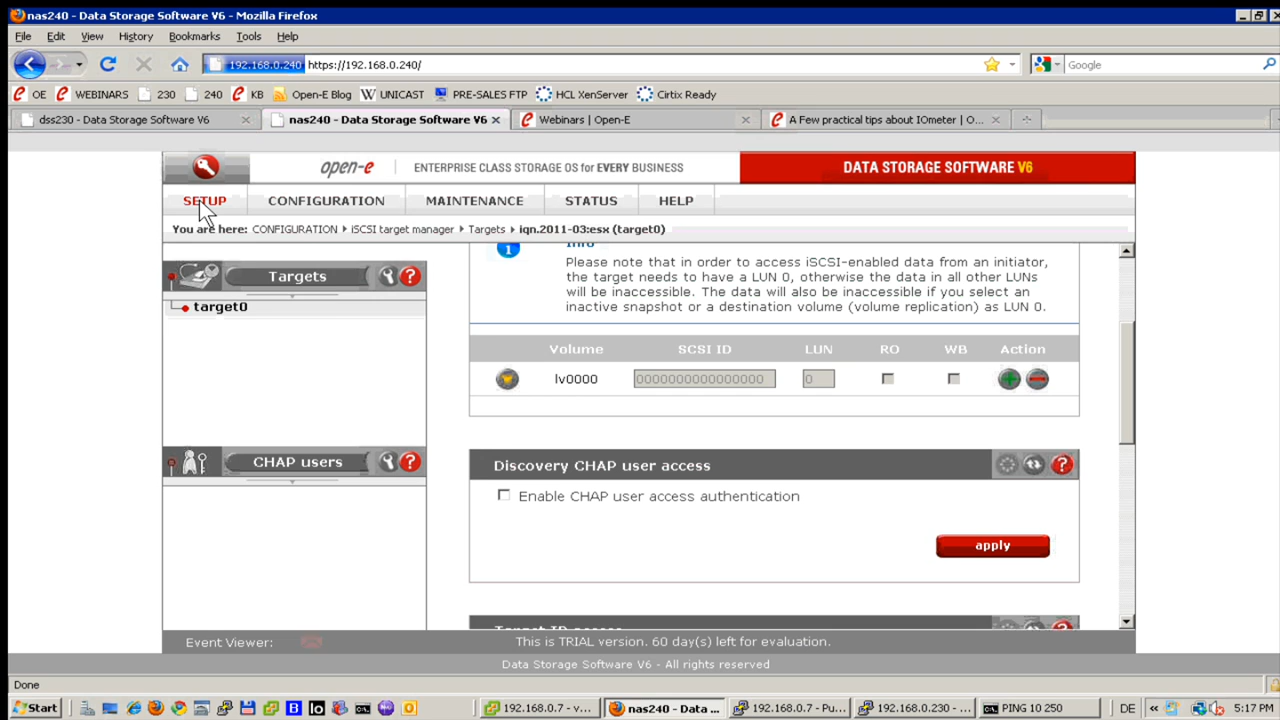 nas240 - Data Storage Software V6 - Mozilla Firefox
File Edit View History Bookmarks Tools Help
192.168.0.240 https://192.168.0.240/
Google
OE WEBINARS 230 240 KB Open-E Blog UNICAST PRE-SALES FTP HCL XenServer Cirtix Ready
dss230 - Data Storage Software V6
nas240 - Data Storage Software V6
Webinars | Open-E
A Few practical tips about IOmeter | O...
open-e ENTERPRISE CLASS STORAGE OS for EVERY BUSINESS DATA STORAGE SOFTWARE V6
SETUP CONFIGURATION MAINTENANCE STATUS HELP
You are here: CONFIGURATION iSCSI target manager Targets iqn.2011-03:esx (target0)
Targets
target0
CHAP users
Info
Please note that in order to access iSCSI-enabled data from an initiator,
the target needs to have a LUN 0, otherwise the data in all other LUNs
will be inaccessible. The data will also be inaccessible if you select an
inactive snapshot or a destination volume (volume replication) as LUN 0.
Volume SCSI ID LUN RO WB Action
lv0000 0000000000000000 0
Discovery CHAP user access
Enable CHAP user access authentication
apply
Target ID access
Event Viewer: This is TRIAL version. 60 day(s) left for evaluation.
Data Storage Software V6 - All rights reserved
Done
Start 192.168.0.7 - v... nas240 - Data ... 192.168.0.7 - Pu... 192.168.0.230 - ... PING 10 250 DE 5:17 PM